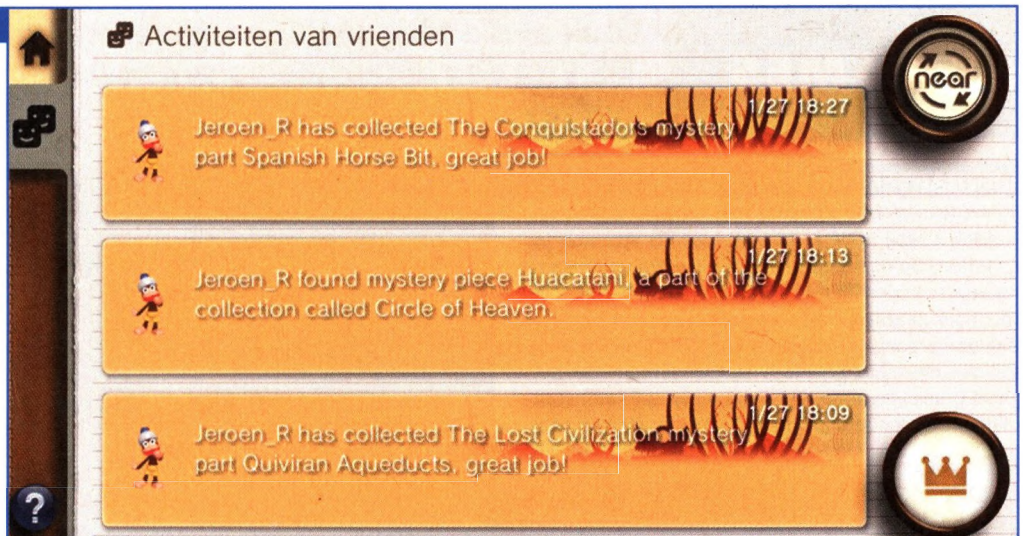 Activiteiten van vrienden
near
1/27 18:27
Jeroen_R has collected The Conquistadors mystery
part Spanish Horse Bit, great job!
1/27 18:13
Jeroen_R found mystery piece Huacatani, a part of the
collection called Circle of Heaven.
1/27 18:09
Jeroen_R has collected The Lost Civilization mystery
part Quiviran Aqueducts, great job!
?